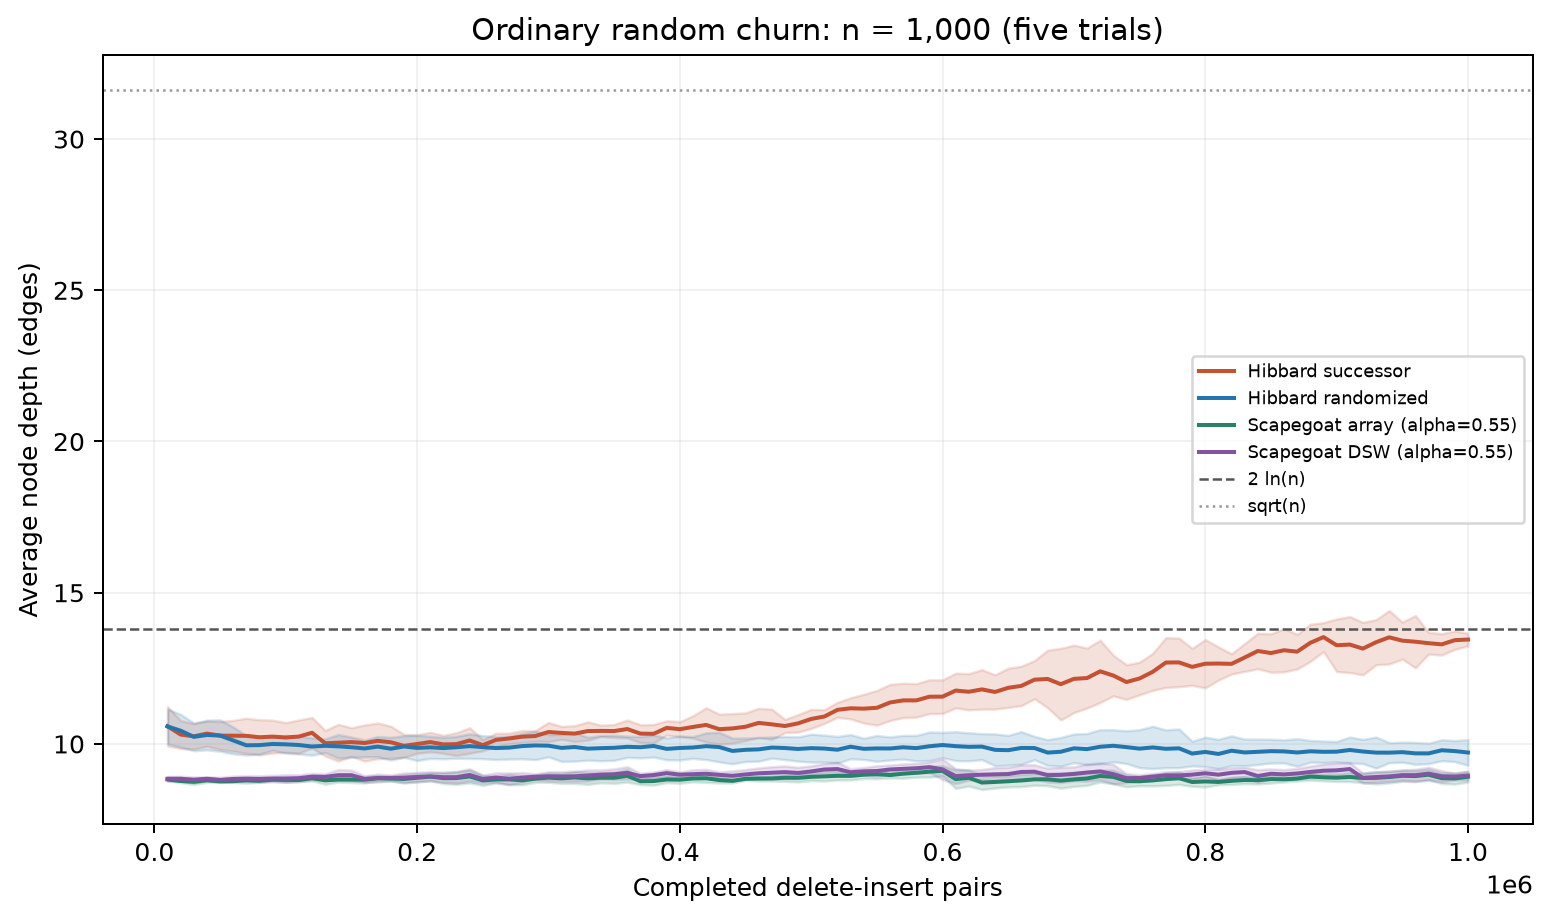 Ordinary random churn: n = 1,000 (five trials)
Average node depth (edges)
30
25
20
15
10
Hibbard successor
Hibbard randomized
Scapegoat array (alpha=0.55)
Scapegoat DSW (alpha=0.55)
2 ln(n)
sqrt(n)
0.0 0.2 0.4 0.6 0.8 1.0
1e6
Completed delete-insert pairs